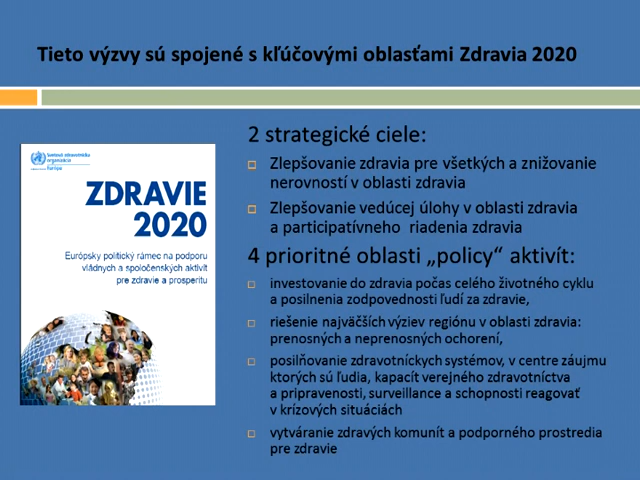 Tieto výzvy sú spojené s kľúčovými oblasťami Zdravia 2020
Svetová zdravotnícka
organizácia
Európa
ZDRAVIE
2020
Európsky politický rámec na podporu
vládnych a spoločenských aktivít
pre zdravie a prosperitu
2 strategické ciele:
Zlepšovanie zdravia pre všetkých a znižovanie
nerovností v oblasti zdravia
Zlepšovanie vedúcej úlohy v oblasti zdravia
a participatívneho riadenia zdravia
4 prioritné oblasti „policy“ aktivít:
investovanie do zdravia počas celého životného cyklu
a posilnenia zodpovednosti ľudí za zdravie,
riešenie najväčších výziev regiónu v oblasti zdravia:
prenosných a neprenosných ochorení,
posilňovanie zdravotníckych systémov, v centre záujmu
ktorých sú ľudia, kapacít verejného zdravotníctva
a pripravenosti, surveillance a schopnosti reagovať
v krízových situáciách
vytváranie zdravých komunít a podporného prostredia
pre zdravie